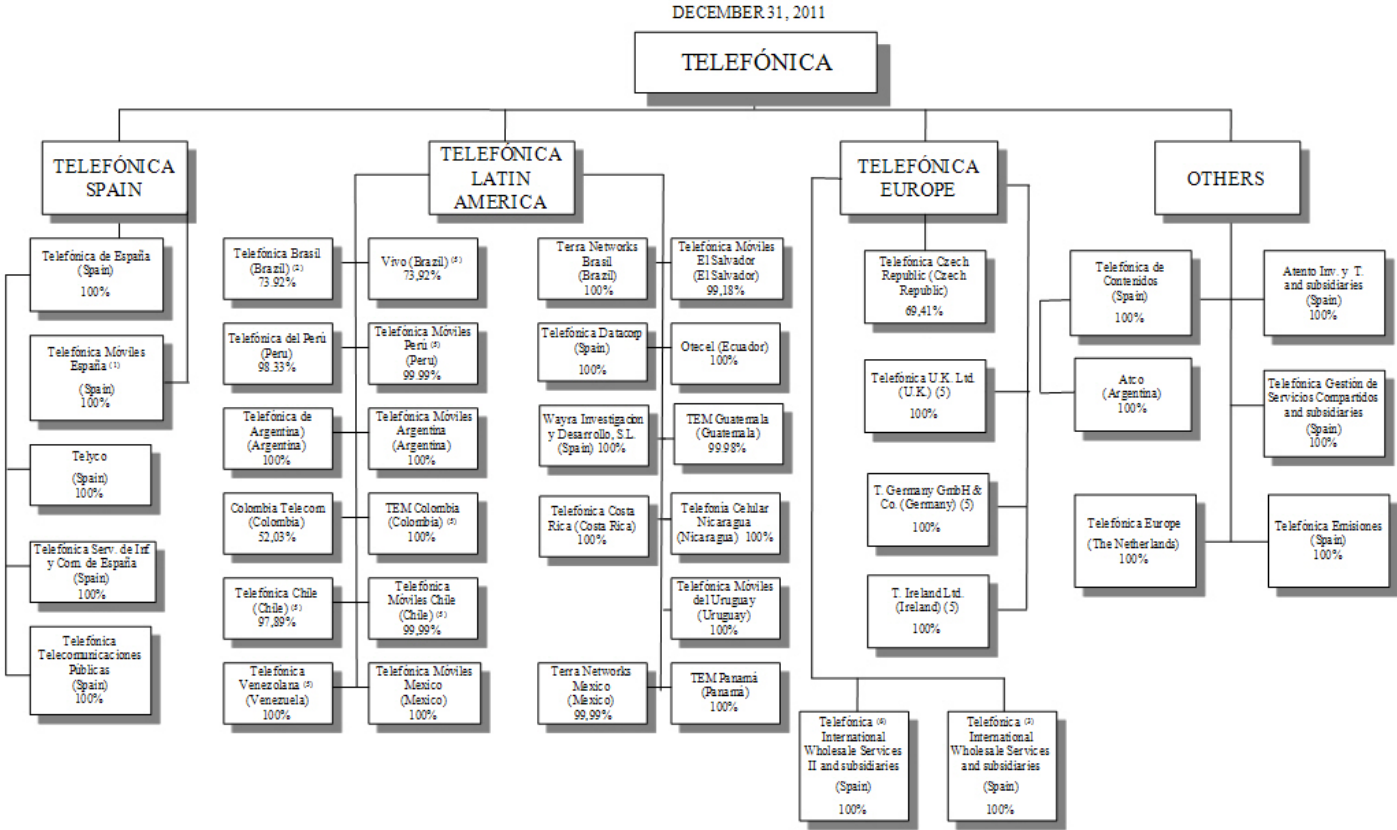 DECEMBER 31, 2011
TELEFÓNICA
TELEFÓNICA
SPAIN
Telefónica de España
(Spain)
100%
Telefónica Móviles
España (1)
(Spain)
100%
Telyco
(Spain)
100%
Telefónica Serv. de Inf
y Com. de España
(Spain)
100%
Telefónica
Telecomunicaciones
Públicas
(Spain)
100%
TELEFÓNICA
LATIN
AMERICA
Telefónica Brasil
(Brazil) (2)
73.92%
Vivo (Brazil) (5)
73,92%
Telefónica del Perú
(Peru)
98.33%
Telefónica Móviles
Perú (5)
(Peru)
99.99%
Telefónica de
Argentina)
(Argentina)
100%
Telefónica Móviles
Argentina
(Argentina)
100%
Colombia Telecom
(Colombia)
52,03%
TEM Colombia
(Colombia) (5)
100%
Telefónica Chile
(Chile) (5)
97,89%
Telefónica
Móviles Chile
(Chile) (5)
99,99%
Telefónica
Venezolana (5)
(Venezuela)
100%
Telefónica Móviles
Mexico
(Mexico)
100%
Terra Networks
Brasil
(Brazil)
100%
Telefónica Móviles
El Salvador
(El Salvador)
99,18%
Telefónica Datacorp
(Spain)
100%
Otecel (Ecuador)
100%
Wayra Investigación
y Desarrollo, S.L.
(Spain) 100%
TEM Guatemala
(Guatemala)
99.98%
Telefónica Costa
Rica (Costa Rica)
100%
Telefonía Celular
Nicaragua
(Nicaragua) 100%
Telefónica Móviles
del Uruguay
(Uruguay)
100%
Terra Networks
Mexico
(Mexico)
99,99%
TEM Panamá
(Panamá)
100%
TELEFÓNICA
EUROPE
Telefónica Czech
Republic (Czech
Republic)
69,41%
Telefónica U.K. Ltd.
(U.K.) (5)
100%
T. Germany GmbH &
Co. (Germany) (5)
100%
T. Ireland Ltd.
(Ireland) (5)
100%
Telefónica (6)
International
Wholesale Services
II and subsidiaries
(Spain)
100%
Telefónica (3)
International
Wholesale Services
and subsidiaries
(Spain)
100%
OTHERS
Telefónica de
Contenidos
(Spain)
100%
Atento Inv. y T.
and subsidiaries
(Spain)
100%
Atco
(Argentina)
100%
Telefónica Gestión de
Servicios Compartidos
and subsidiaries
(Spain)
100%
Telefónica Europe
(The Netherlands)
100%
Telefónica Emisiones
(Spain)
100%